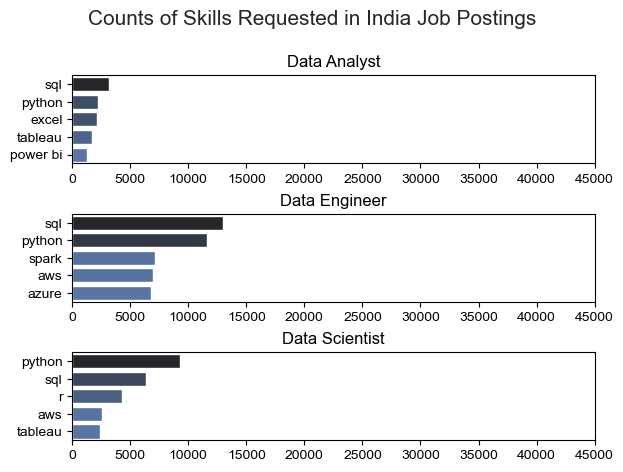 Counts of Skills Requested in India Job Postings
Data Analyst
sql
python
excel
tableau
power bi
0 5000 10000 15000 20000 25000 30000 35000 40000 45000
Data Engineer
sql
python
spark
aws
azure
0 5000 10000 15000 20000 25000 30000 35000 40000 45000
Data Scientist
python
sql
r
aws
tableau
0 5000 10000 15000 20000 25000 30000 35000 40000 45000